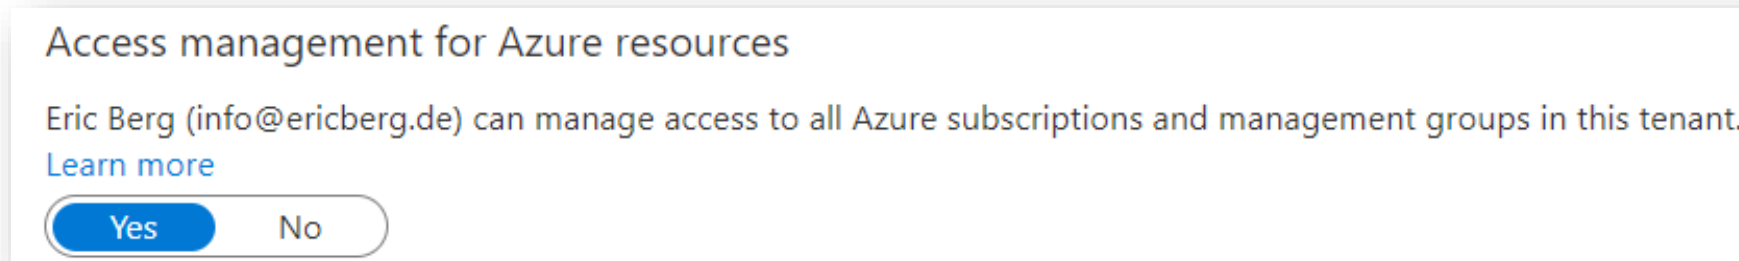 Access management for Azure resources
Eric Berg (info@ericberg.de) can manage access to all Azure subscriptions and management groups in this tenant.
Learn more
Yes No